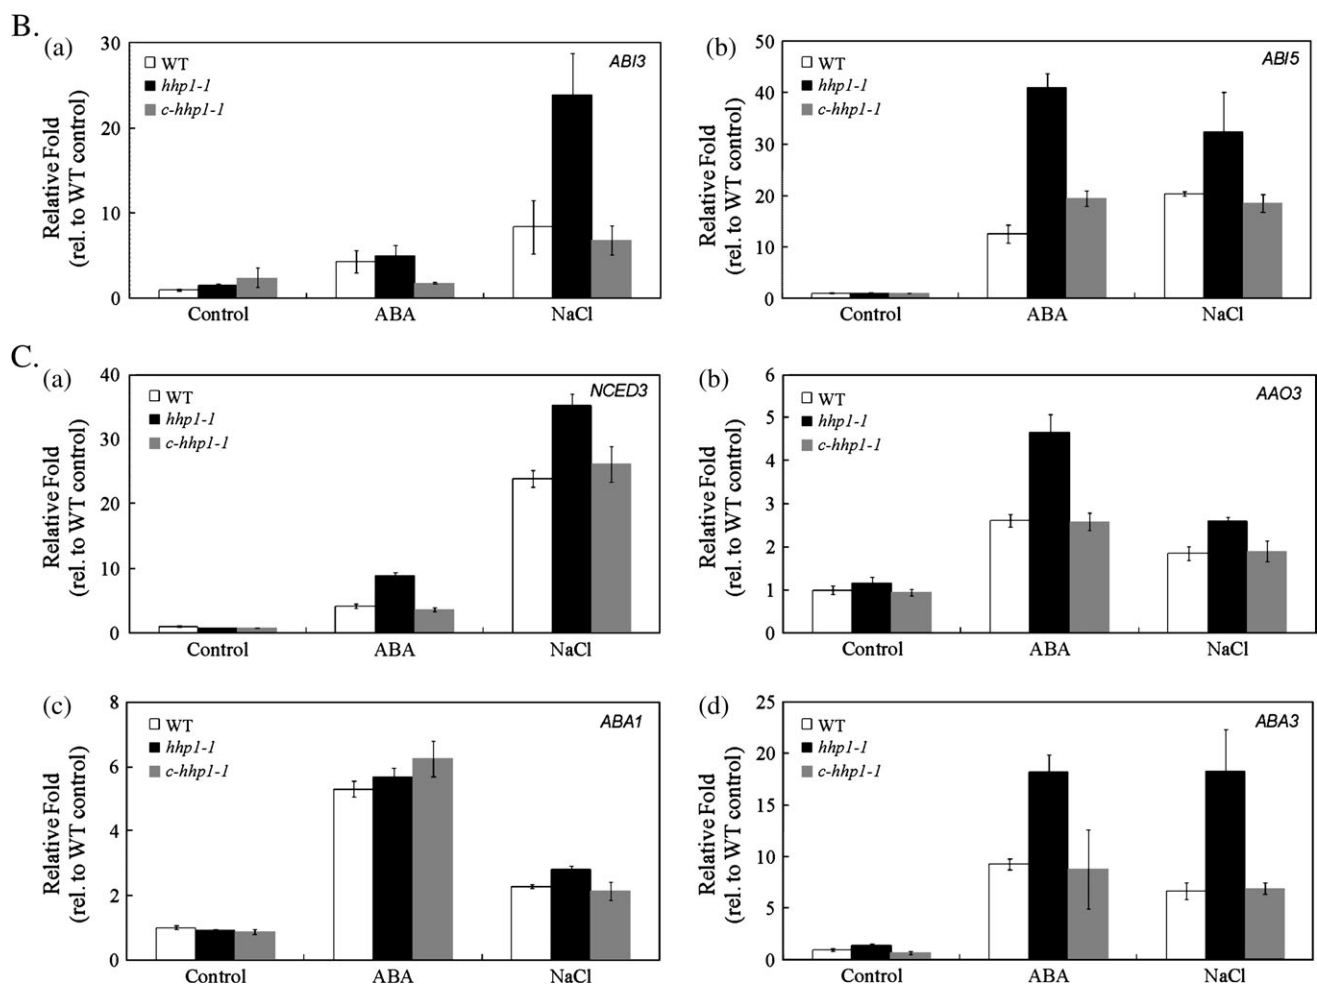 B.
(a)
Relative Fold
(rel. to WT control)
30
20
10
0
WT
hhp1-1
c-hhp1-1
ABI3
Control ABA NaCl
(b)
Relative Fold
(rel. to WT control)
50
40
30
20
10
0
WT
hhp1-1
c-hhp1-1
ABI5
Control ABA NaCl
C.
(a)
Relative Fold
(rel. to WT control)
40
30
20
10
0
WT
hhp1-1
c-hhp1-1
NCED3
Control ABA NaCl
(b)
Relative Fold
(rel. to WT control)
6
5
4
3
2
1
0
WT
hhp1-1
c-hhp1-1
AAO3
Control ABA NaCl
(c)
Relative Fold
(rel. to WT control)
8
6
4
2
0
WT
hhp1-1
c-hhp1-1
ABA1
Control ABA NaCl
(d)
Relative Fold
(rel. to WT control)
25
20
15
10
5
0
WT
hhp1-1
c-hhp1-1
ABA3
Control ABA NaCl